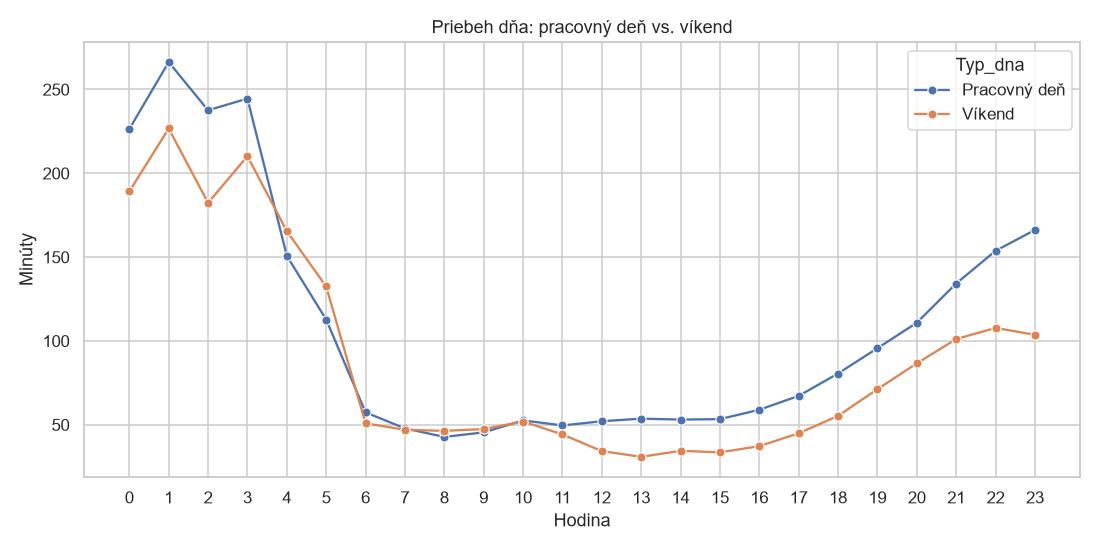 Priebeh dňa: pracovný deň vs. víkend
Typ_dna
Pracovný deň
Víkend
Minúty
250
200
150
100
50
0 1 2 3 4 5 6 7 8 9 10 11 12 13 14 15 16 17 18 19 20 21 22 23
Hodina